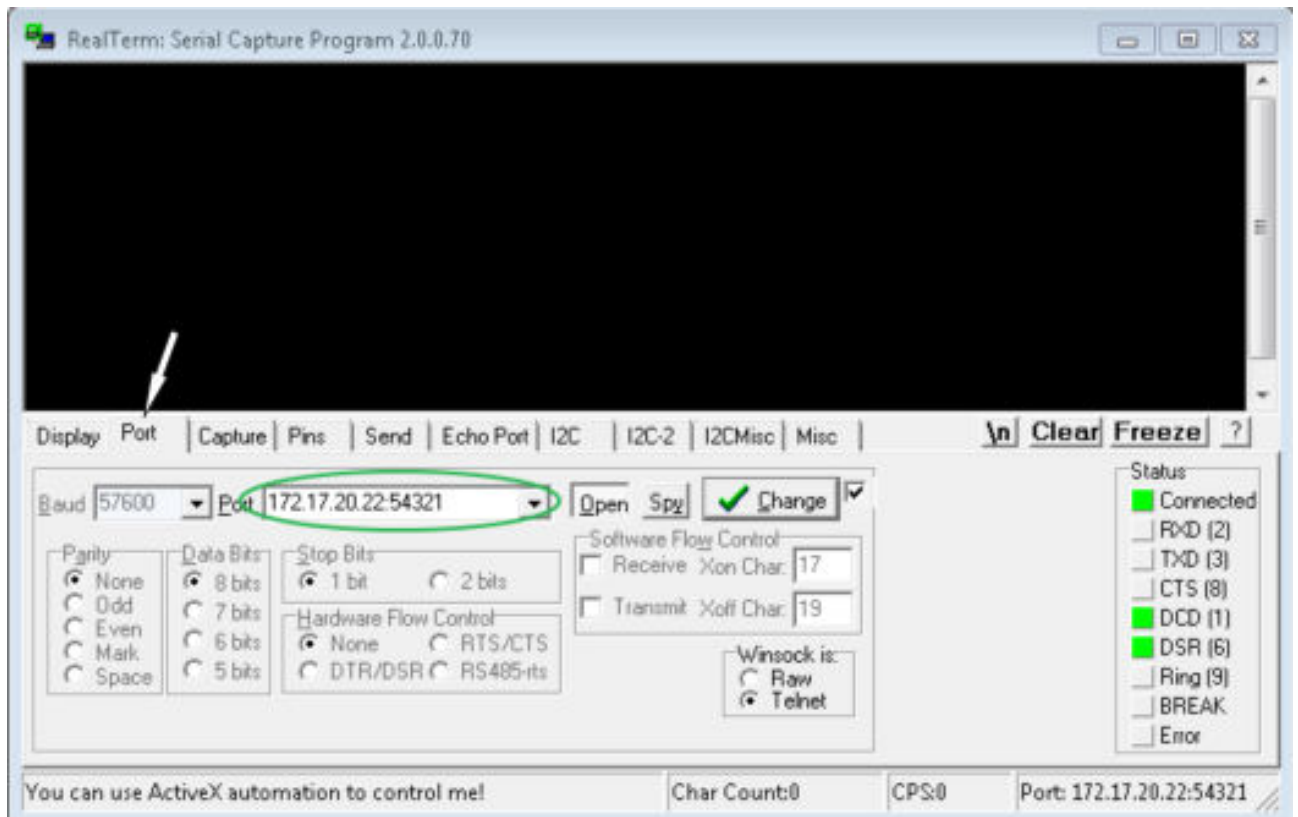 RealTerm: Serial Capture Program 2.0.0.70
Display Port Capture Pins Send Echo Port I2C I2C-2 I2CMisc Misc \n Clear Freeze ?
Baud 57600 Port 172.17.20.22:54321 Open Spy Change
Parity
None
Odd
Even
Mark
Space
Data Bits
8 bits
7 bits
6 bits
5 bits
Stop Bits
1 bit 2 bits
Hardware Flow Control
None RTS/CTS
DTR/DSR RS485-rts
Software Flow Control
Receive Xon Char: 17
Transmit Xoff Char: 19
Winsock is:
Raw
Telnet
Status
Connected
RXD (2)
TXD (3)
CTS (8)
DCD (1)
DSR (6)
Ring (9)
BREAK
Error
You can use ActiveX automation to control me! Char Count:0 CPS:0 Port: 172.17.20.22:54321